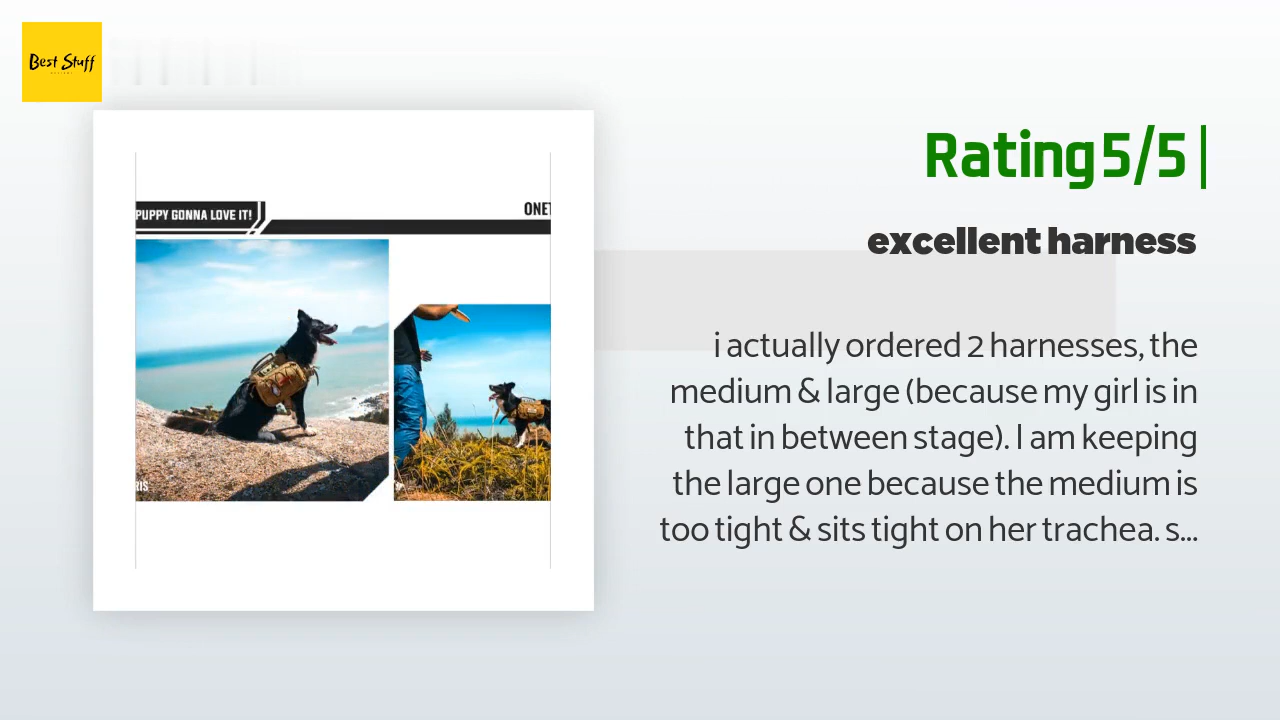 Best Stuff
Rating 5/5 |
PUPPY GONNA LOVE IT!
ONET
excellent harness
i actually ordered 2 harnesses, the
medium & large (because my girl is in
that in between stage). I am keeping
the large one because the medium is
too tight & sits tight on her trachea. s...
RIS